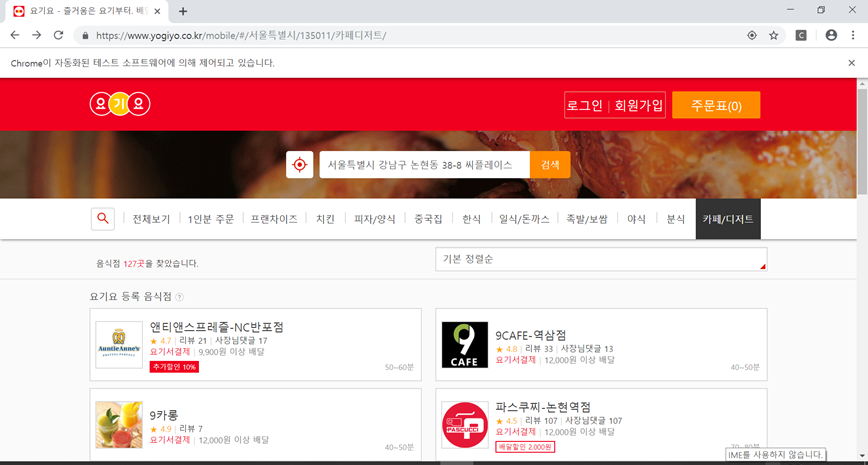 요기요 - 즐거움은 요기부터. 배달
https://www.yogiyo.co.kr/mobile/#/서울특별시/135011/카페디저트/
Chrome이 자동화된 테스트 소프트웨어에 의해 제어되고 있습니다.
요기요
로그인 | 회원가입
주문표(0)
서울특별시 강남구 논현동 38-8 씨플레이스
검색
전체보기 1인분 주문 프랜차이즈 치킨 피자/양식 중국집 한식 일식/돈까스 족발/보쌈 야식 분식 카페/디저트
음식점 127곳을 찾았습니다.
기본 정렬순
요기요 등록 음식점 ?
앤티앤스프레즐-NC반포점
★ 4.7 | 리뷰 21 | 사장님댓글 17
요기서결제 | 9,900원 이상 배달
추가할인 10%
50~60분
AuntieAnne's
9CAFE-역삼점
★ 4.8 | 리뷰 33 | 사장님댓글 13
요기서결제 | 12,000원 이상 배달
40~50분
9 CAFE
9카롱
★ 4.9 | 리뷰 7
요기서결제 | 12,000원 이상 배달
40~50분
파스쿠찌-논현역점
★ 4.5 | 리뷰 107 | 사장님댓글 107
요기서결제 | 12,000원 이상 배달
배달할인 2,000원
PASCUCCI
IME를 사용하지 않습니다.